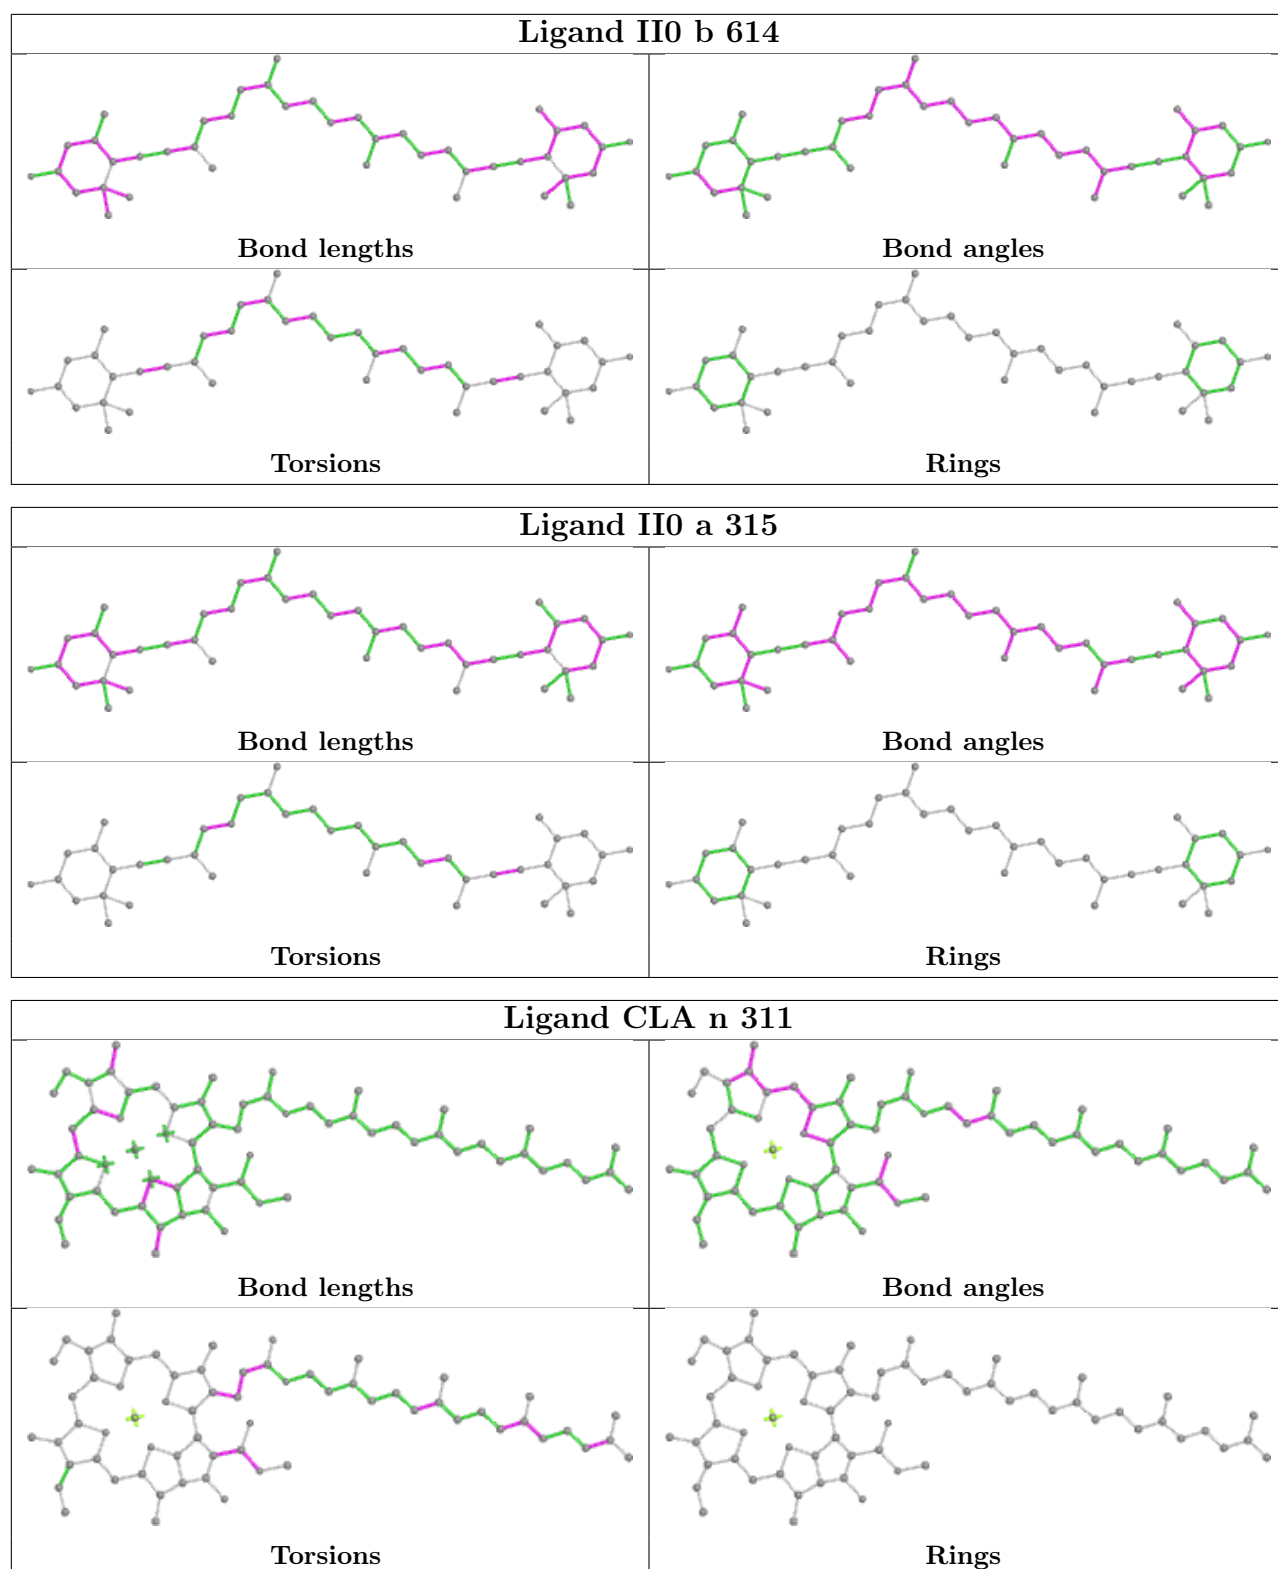 Ligand II0 b 614
Bond lengths
Bond angles
Torsions
Rings
Ligand II0 a 315
Bond lengths
Bond angles
Torsions
Rings
Ligand CLA n 311
Bond lengths
Bond angles
Torsions
Rings